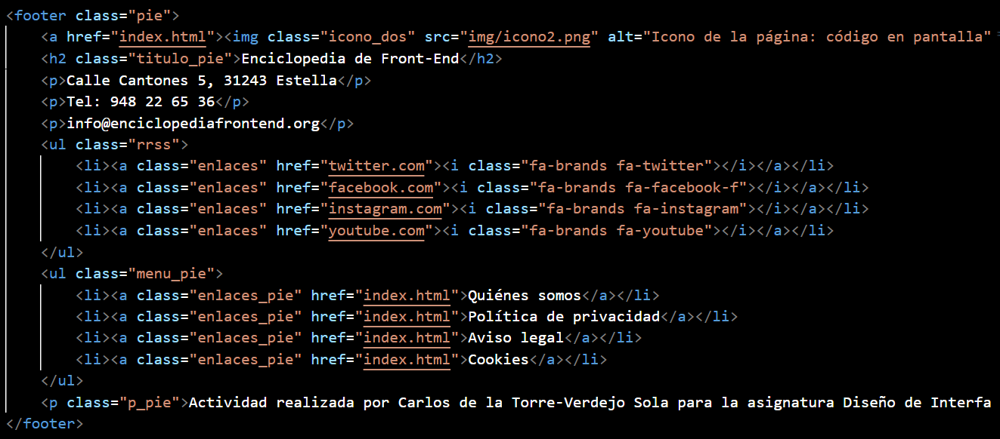 <footer class="pie">
    <a href="index.html"><img class="icono_dos" src="img/icono2.png" alt="Icono de la página: código en pantalla"
    <h2 class="titulo_pie">Enciclopedia de Front-End</h2>
    <p>Calle Cantones 5, 31243 Estella</p>
    <p>Tel: 948 22 65 36</p>
    <p>info@enciclopediafrontend.org</p>
    <ul class="rrss">
        <li><a class="enlaces" href="twitter.com"><i class="fa-brands fa-twitter"></i></a></li>
        <li><a class="enlaces" href="facebook.com"><i class="fa-brands fa-facebook-f"></i></a></li>
        <li><a class="enlaces" href="instagram.com"><i class="fa-brands fa-instagram"></i></a></li>
        <li><a class="enlaces" href="youtube.com"><i class="fa-brands fa-youtube"></i></a></li>
    </ul>
    <ul class="menu_pie">
        <li><a class="enlaces_pie" href="index.html">Quiénes somos</a></li>
        <li><a class="enlaces_pie" href="index.html">Política de privacidad</a></li>
        <li><a class="enlaces_pie" href="index.html">Aviso legal</a></li>
        <li><a class="enlaces_pie" href="index.html">Cookies</a></li>
    </ul>
    <p class="p_pie">Actividad realizada por Carlos de la Torre-Verdejo Sola para la asignatura Diseño de Interfa
</footer>